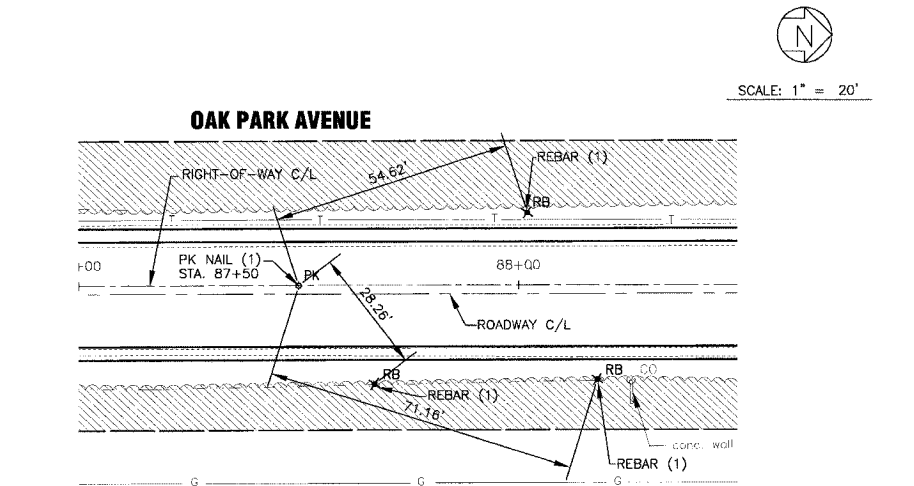 N
SCALE: 1" = 20'
OAK PARK AVENUE
REBAR (1)
RIGHT-OF-WAY C/L
54.62'
RB
T T T T
+00
PK NAIL (1)
STA. 87+50
PK
88+00
28.26'
ROADWAY C/L
RB
RB
CO
REBAR (1)
71.16'
conc. wall
REBAR (1)
G G G